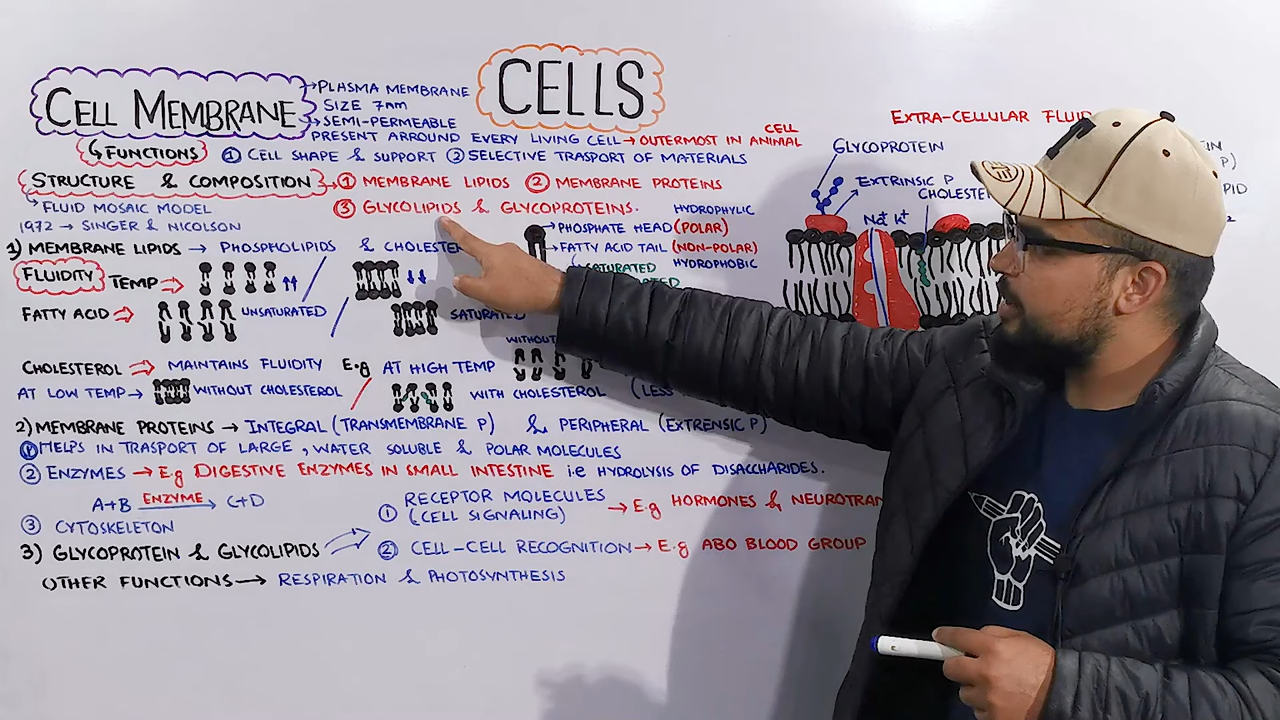 CELLS
CELL MEMBRANE
PLASMA MEMBRANE
SIZE 7nm
SEMI-PERMEABLE
PRESENT ARROUND EVERY LIVING CELL → OUTERMOST IN ANIMAL CELL
FUNCTIONS ① CELL SHAPE & SUPPORT ② SELECTIVE TRASPORT OF MATERIALS
STRUCTURE & COMPOSITION → ① MEMBRANE LIPIDS ② MEMBRANE PROTEINS
③ GLYCOLIPIDS & GLYCOPROTEINS.
FLUID MOSAIC MODEL
1972 → SINGER & NICOLSON
1) MEMBRANE LIPIDS → PHOSPHOLIPIDS &
HYDROPHYLIC
PHOSPHATE HEAD (POLAR)
FATTY ACID TAIL (NON-POLAR)
SATURATED HYDROPHOBIC
FLUIDITY TEMP ⇒ ↑↑ ↓↓
FATTY ACID ⇒ UNSATURATED SATURATED
CHOLESTEROL ⇒ MAINTAINS FLUIDITY E.g AT HIGH TEMP WITHOUT
AT LOW TEMP → WITHOUT CHOLESTEROL WITH CHOLESTEROL
2) MEMBRANE PROTEINS → INTEGRAL (TRANSMEMBRANE P) & PERIPHERAL (EXTRENSIC P)
① HELPS IN TRASPORT OF LARGE, WATER SOLUBLE & POLAR MOLECULES
② ENZYMES → E.g DIGESTIVE ENZYMES IN SMALL INTESTINE i.e HYDROLYSIS OF DISACCHARIDES.
A+B ENZYME → C+D
③ CYTOSKELETON
3) GLYCOPROTEIN & GLYCOLIPIDS
① RECEPTOR MOLECULES (CELL SIGNALING) → E.g HORMONES &
② CELL-CELL RECOGNITION → E.g ABO BLOOD GROUP
OTHER FUNCTIONS → RESPIRATION & PHOTOSYNTHESIS
EXTRA-CELLULAR FLUID
GLYCOPROTEIN
EXTRINSIC P
Na+ K+